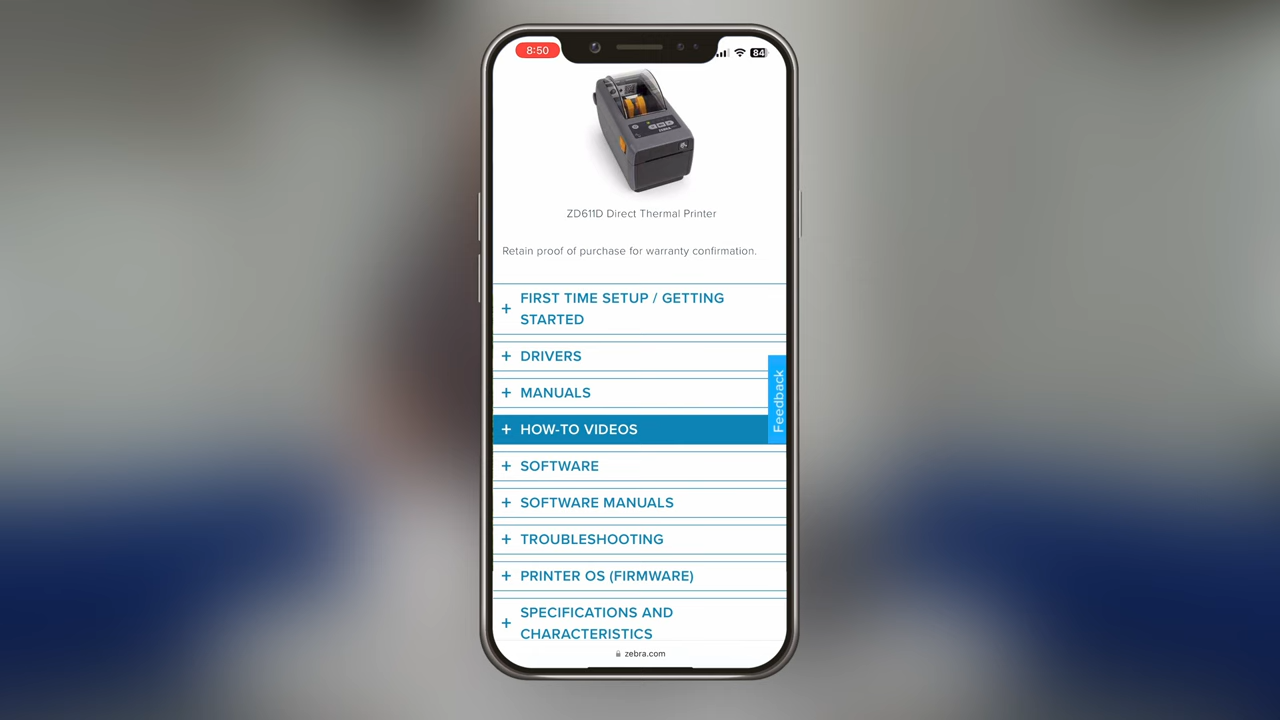 8:50
84
ZD611D Direct Thermal Printer
Retain proof of purchase for warranty confirmation.
+ FIRST TIME SETUP / GETTING
STARTED
+ DRIVERS
+ MANUALS
+ HOW-TO VIDEOS
+ SOFTWARE
+ SOFTWARE MANUALS
+ TROUBLESHOOTING
+ PRINTER OS (FIRMWARE)
+ SPECIFICATIONS AND
CHARACTERISTICS
Feedback
zebra.com